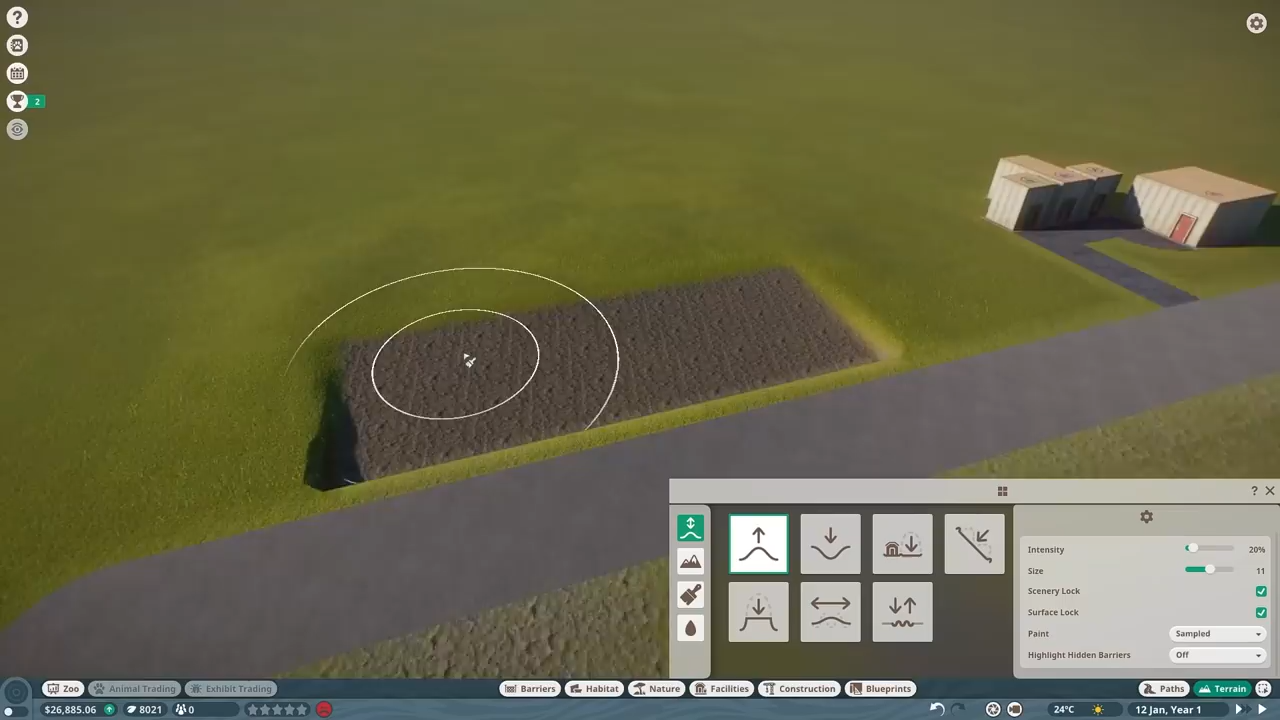 ?
2
? ×
Intensity 20%
Size 11
Scenery Lock
Surface Lock
Paint Sampled
Highlight Hidden Barriers Off
Zoo Animal Trading Exhibit Trading Barriers Habitat Nature Facilities Construction Blueprints Paths Terrain
$26,885.06 8021 0 24°C 12 Jan, Year 1